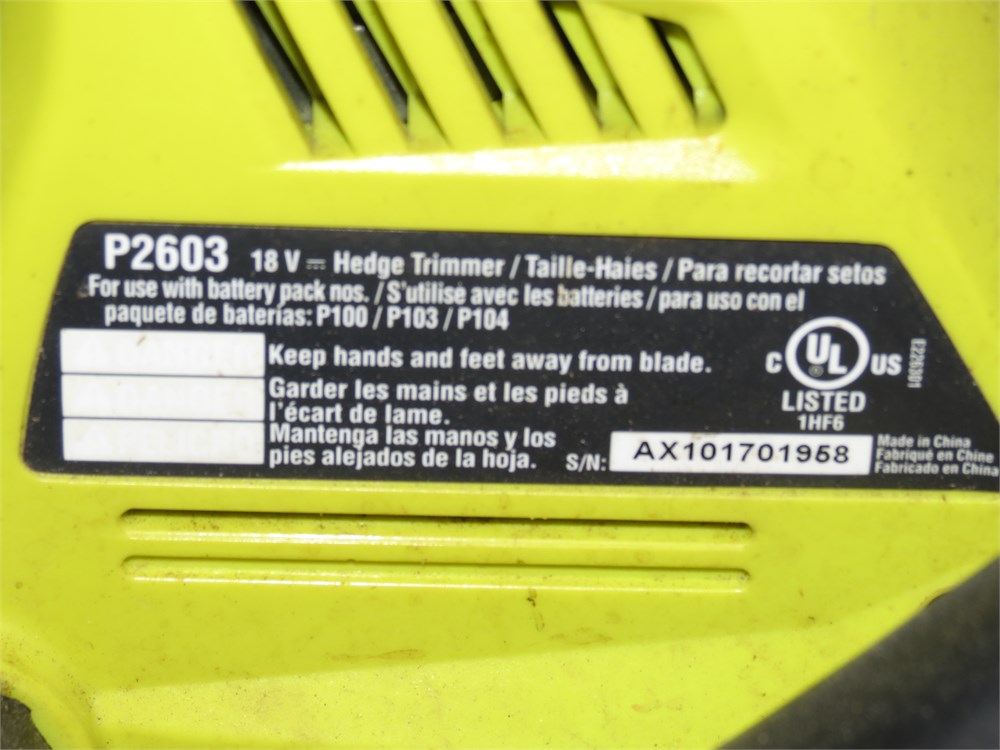 P2603 18 V ⎓ Hedge Trimmer / Taille-Haies / Para recortar setos
For use with battery pack nos. / S'utilise avec les batteries / para uso con el
paquete de baterías: P100 / P103 / P104
Keep hands and feet away from blade.
Garder les mains et les pieds à
l'écart de lame.
Mantenga las manos y los
pies alejados de la hoja.
C UL ® US
LISTED
1HF6
E226301
S/N: AX101701958
Made in China
Fabriqué en Chine
Fabricado en China